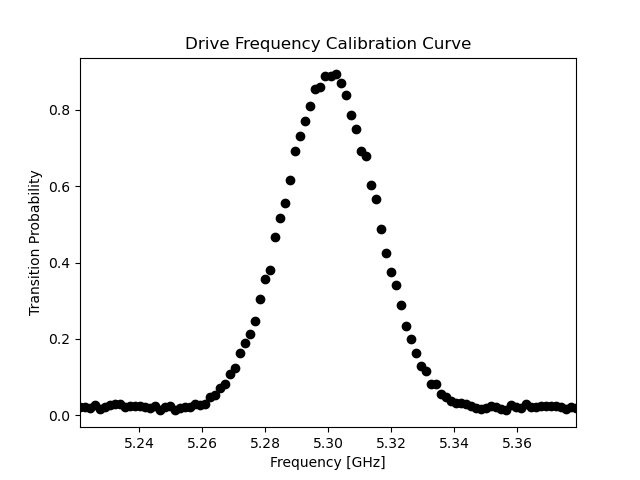 Drive Frequency Calibration Curve
Transition Probability
0.8
0.6
0.4
0.2
0.0
5.24 5.26 5.28 5.30 5.32 5.34 5.36
Frequency [GHz]